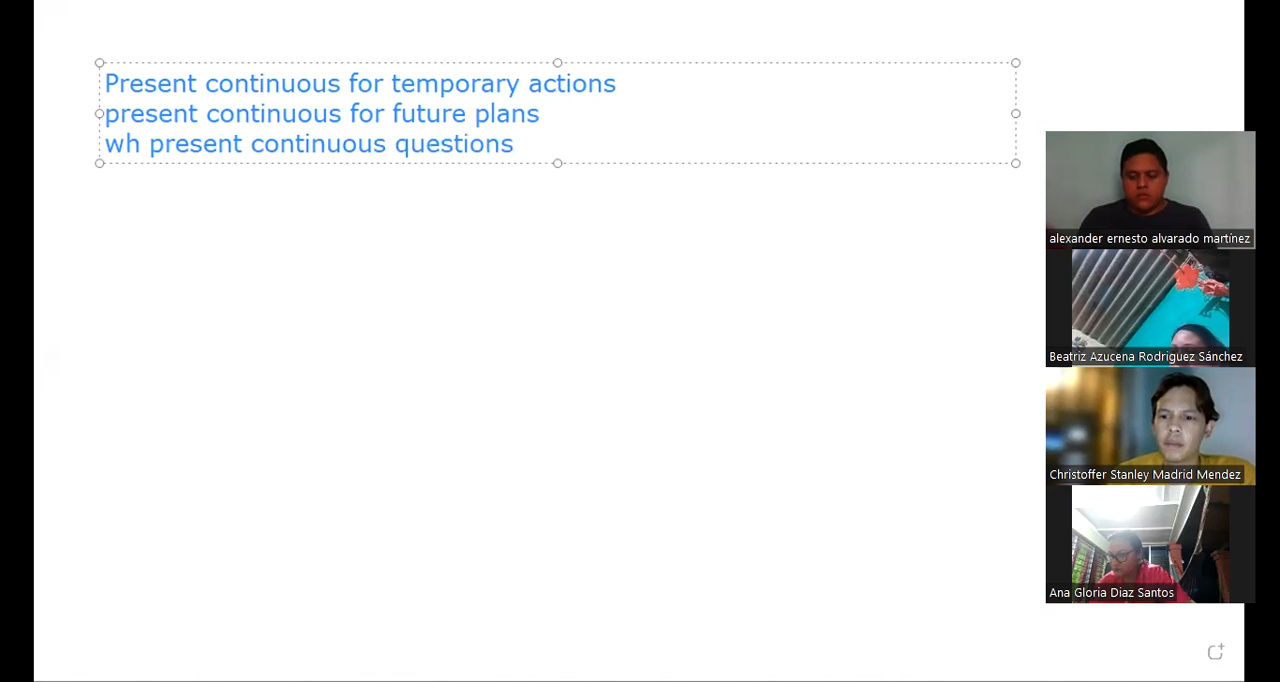 Present continuous for temporary actions
present continuous for future plans
wh present continuous questions
alexander ernesto alvarado martínez
Beatriz Azucena Rodriguez Sánchez
Christoffer Stanley Madrid Mendez
Ana Gloria Diaz Santos